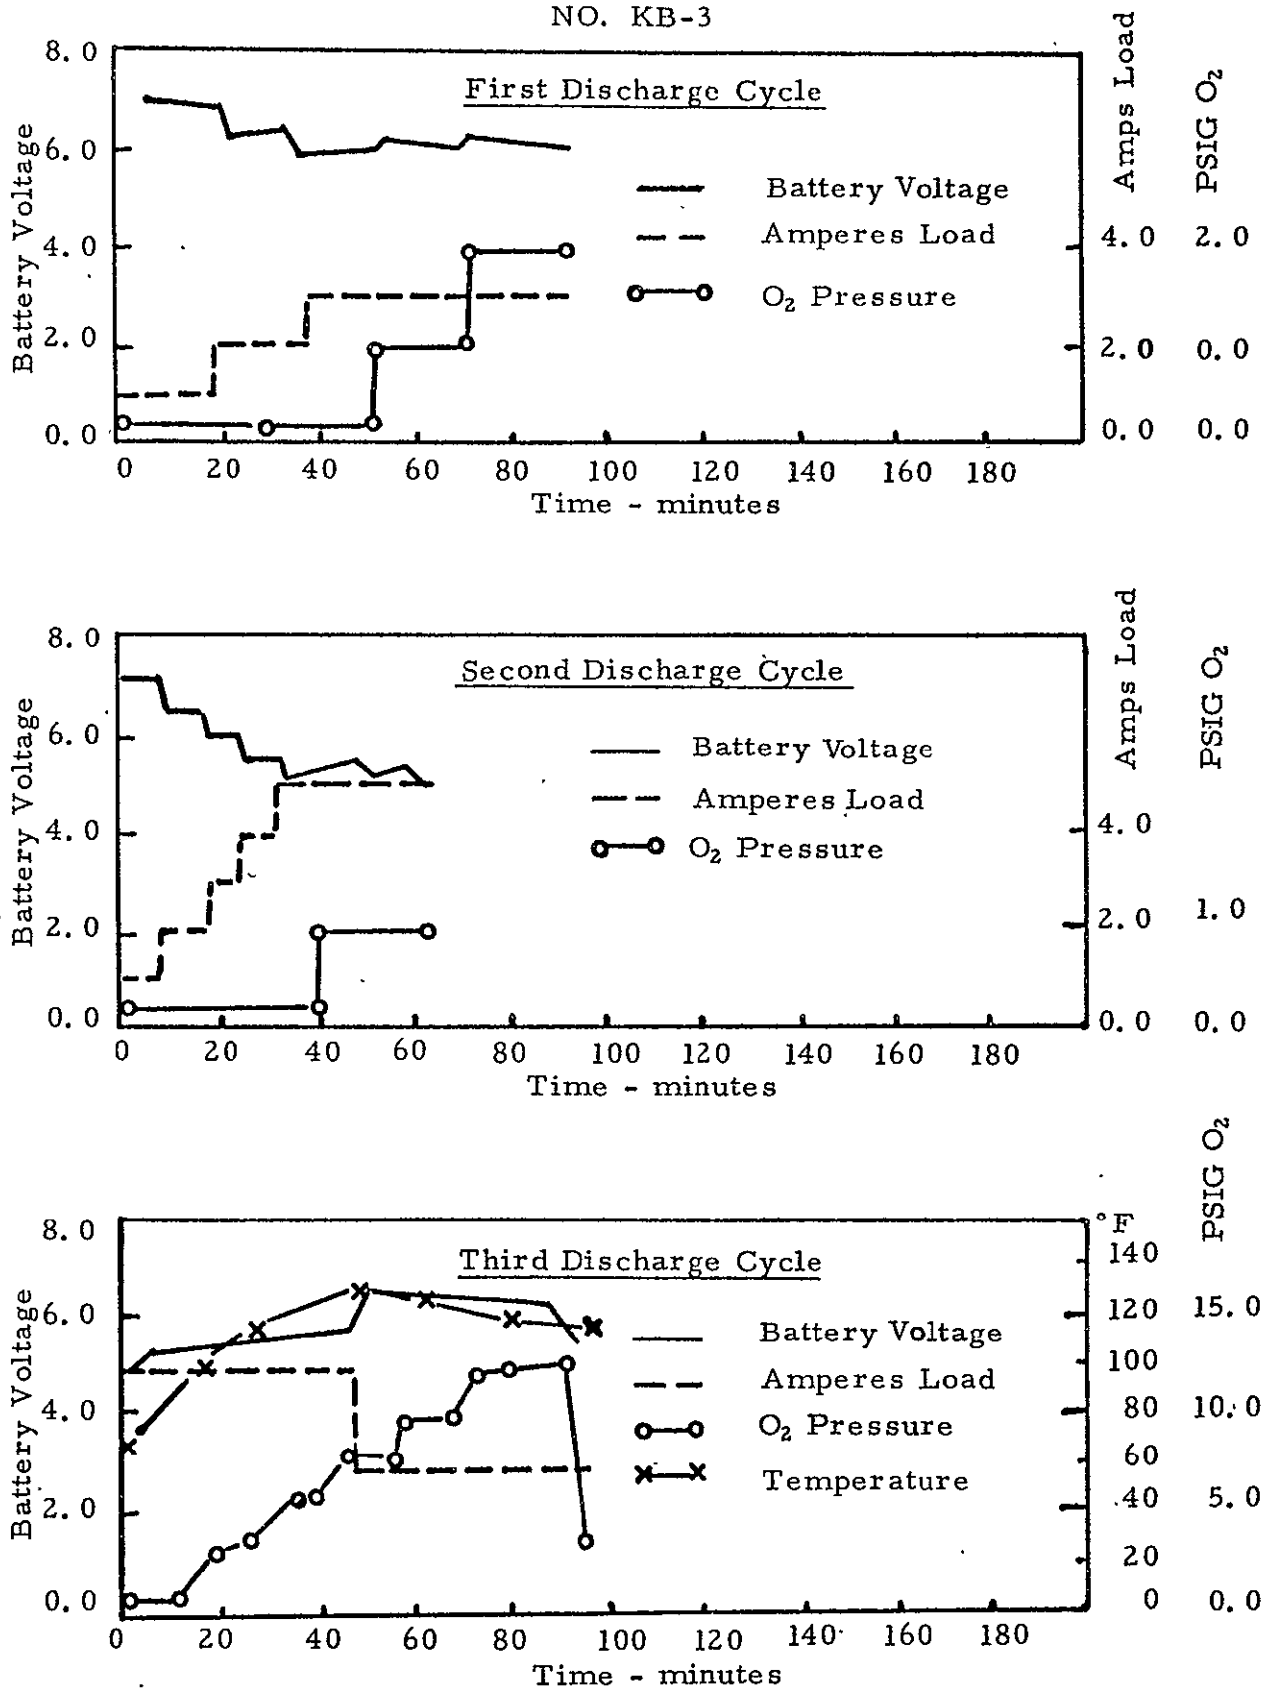 NO. KB-3
First Discharge Cycle
Battery Voltage
8.0
6.0
4.0
2.0
0.0
Battery Voltage
Amperes Load
O₂ Pressure
Amps Load
4.0
2.0
0.0
PSIG O₂
2.0
0.0
0.0
0 20 40 60 80 100 120 140 160 180
Time - minutes
Second Discharge Cycle
Battery Voltage
8.0
6.0
4.0
2.0
0.0
Battery Voltage
Amperes Load
O₂ Pressure
Amps Load
4.0
2.0
0.0
PSIG O₂
1.0
0.0
0 20 40 60 80 100 120 140 160 180
Time - minutes
Third Discharge Cycle
Battery Voltage
8.0
6.0
4.0
2.0
0.0
Battery Voltage
Amperes Load
O₂ Pressure
Temperature
°F
140
120
100
80
60
40
20
0
PSIG O₂
15.0
10.0
5.0
0.0
0 20 40 60 80 100 120 140 160 180
Time - minutes